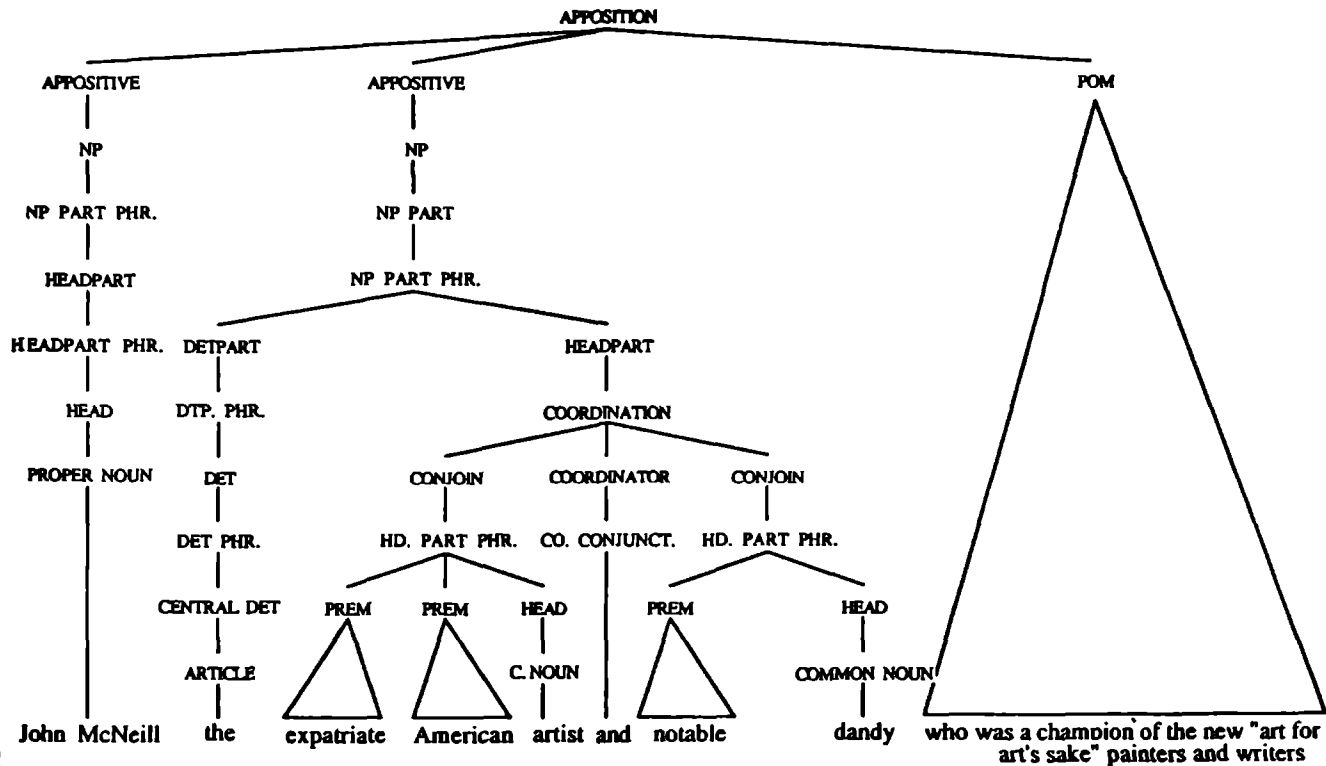 APPOSITION
APPOSITIVE APPOSITIVE POM
NP NP
NP PART PHR. NP PART
HEADPART NP PART PHR.
HEADPART PHR. DETPART HEADPART
HEAD DTP. PHR. COORDINATION
PROPER NOUN DET CONJOIN COORDINATOR CONJOIN
DET PHR. HD. PART PHR. CO. CONJUNCT. HD. PART PHR.
CENTRAL DET PREM PREM HEAD PREM HEAD
ARTICLE C. NOUN COMMON NOUN
John McNeill the expatriate American artist and notable dandy who was a champion of the new "art for
art's sake" painters and writers